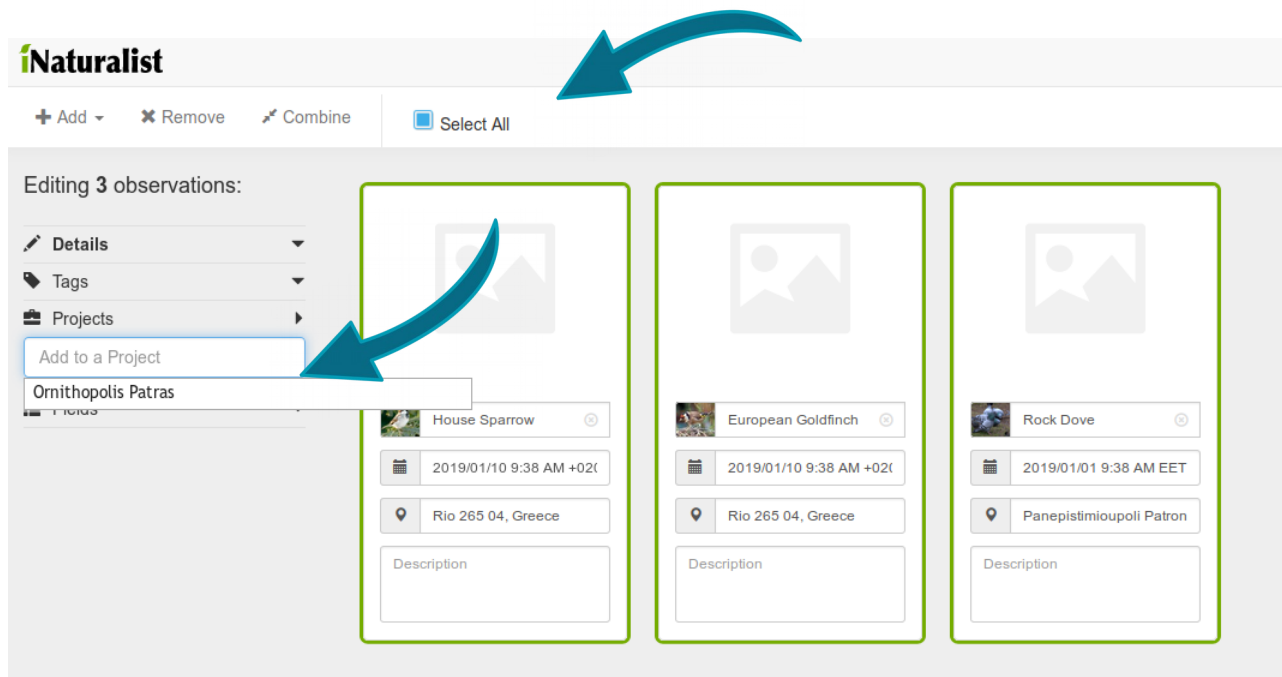 iNaturalist
Add
Remove
Combine
Select All
Editing 3 observations:
Details
Tags
Projects
Add to a Project
Ornithopolis Patras
Fields
House Sparrow
2019/01/10 9:38 AM +02(
Rio 265 04, Greece
Description
European Goldfinch
2019/01/10 9:38 AM +02(
Rio 265 04, Greece
Description
Rock Dove
2019/01/01 9:38 AM EET
Panepistimioupoli Patron
Description